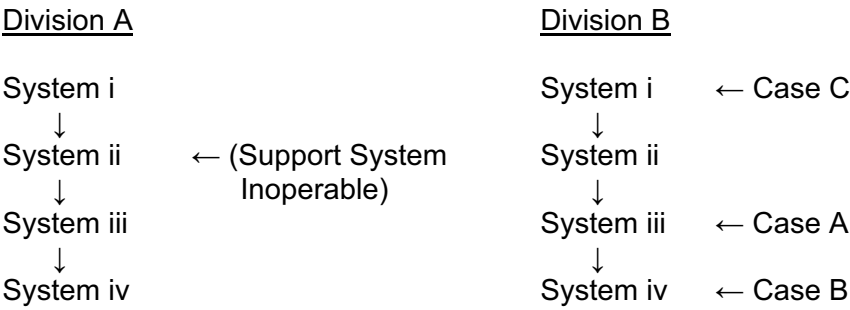 Division A Division B
System i System i ← Case C
↓ ↓
System ii ← (Support System System ii
Inoperable)
↓ ↓
System iii System iii ← Case A
↓ ↓
System iv System iv ← Case B